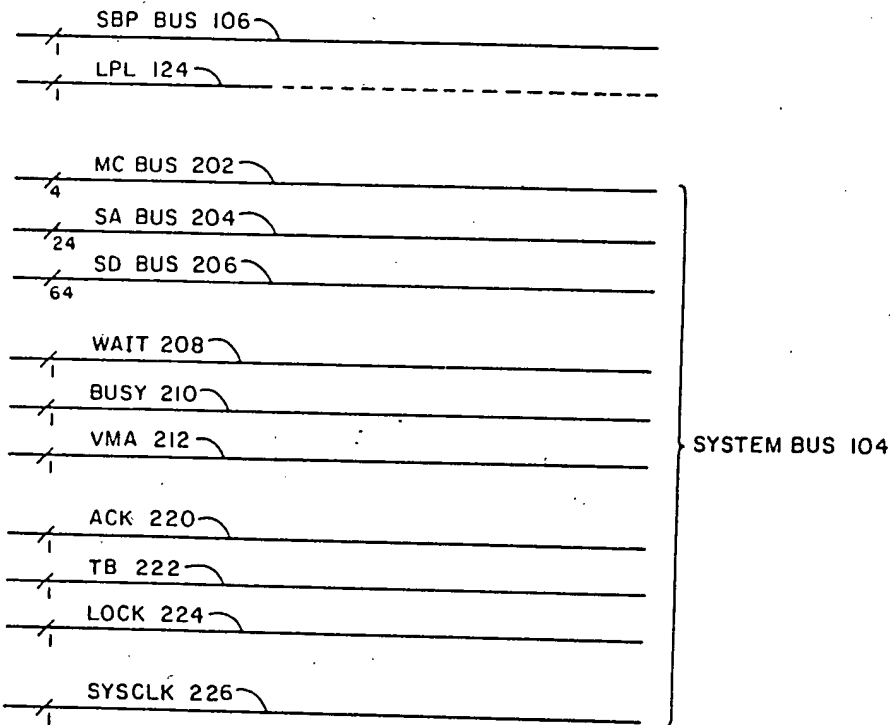 SBP BUS 106
1
LPL 124
1
MC BUS 202
4
SA BUS 204
24
SD BUS 206
64
WAIT 208
1
BUSY 210
1
VMA 212
1
SYSTEM BUS 104
ACK 220
1
TB 222
1
LOCK 224
1
SYSCLK 226
1